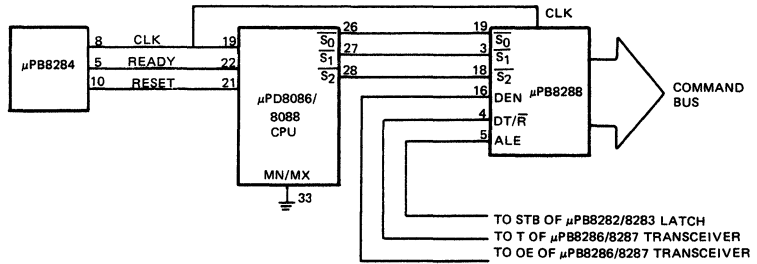 CLK
26
19
8
CLK
19
S̅0̅
S̅0̅
5
READY
22
27
3
S̅1̅
S̅1̅
10
RESET
21
28
18
S̅2̅
S̅2̅
µPB8284
µPD8086/
8088
CPU
16
DEN
µPB8288
4
DT/R̅
5
ALE
COMMAND
BUS
MN/MX
33
TO STB OF µPB8282/8283 LATCH
TO T OF µPB8286/8287 TRANSCEIVER
TO OE OF µPB8286/8287 TRANSCEIVER